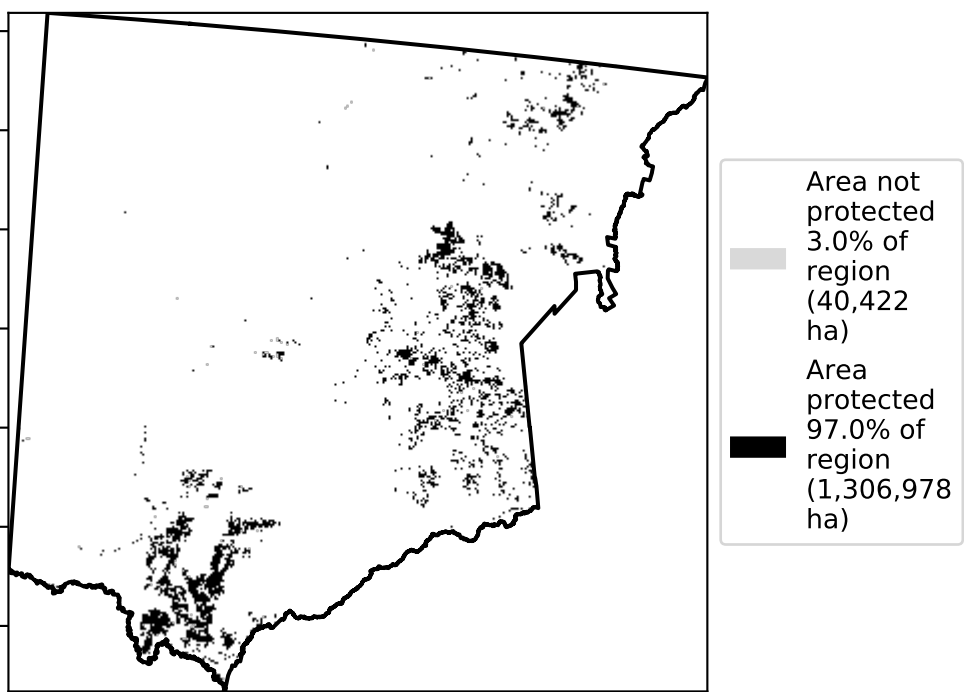 Area not
protected
3.0% of
region
(40,422
ha)
Area
protected
97.0% of
region
(1,306,978
ha)